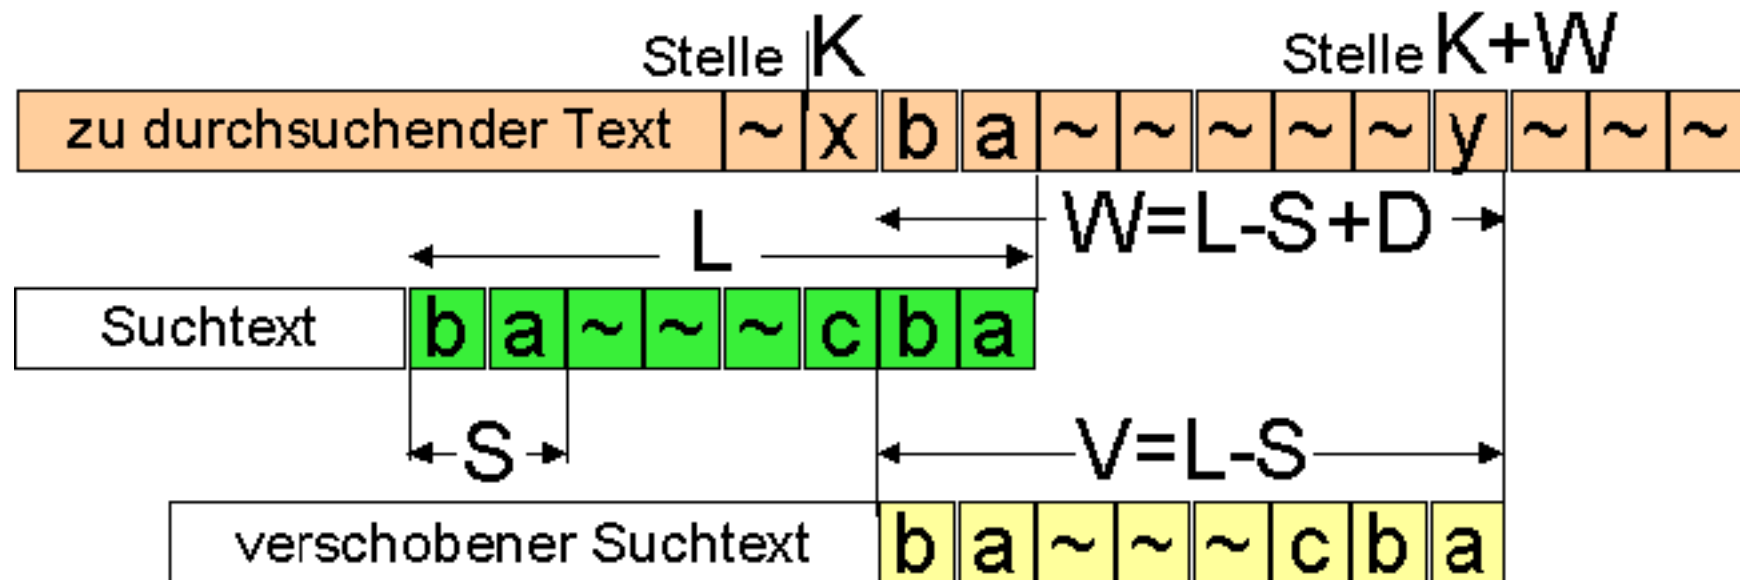 Stelle K Stelle K+W
zu durchsuchender Text ~ x b a ~ ~ ~ ~ ~ y ~ ~ ~
W=L-S+D
L
Suchtext b a ~ ~ ~ c b a
S V=L-S
verschobener Suchtext b a ~ ~ ~ c b a